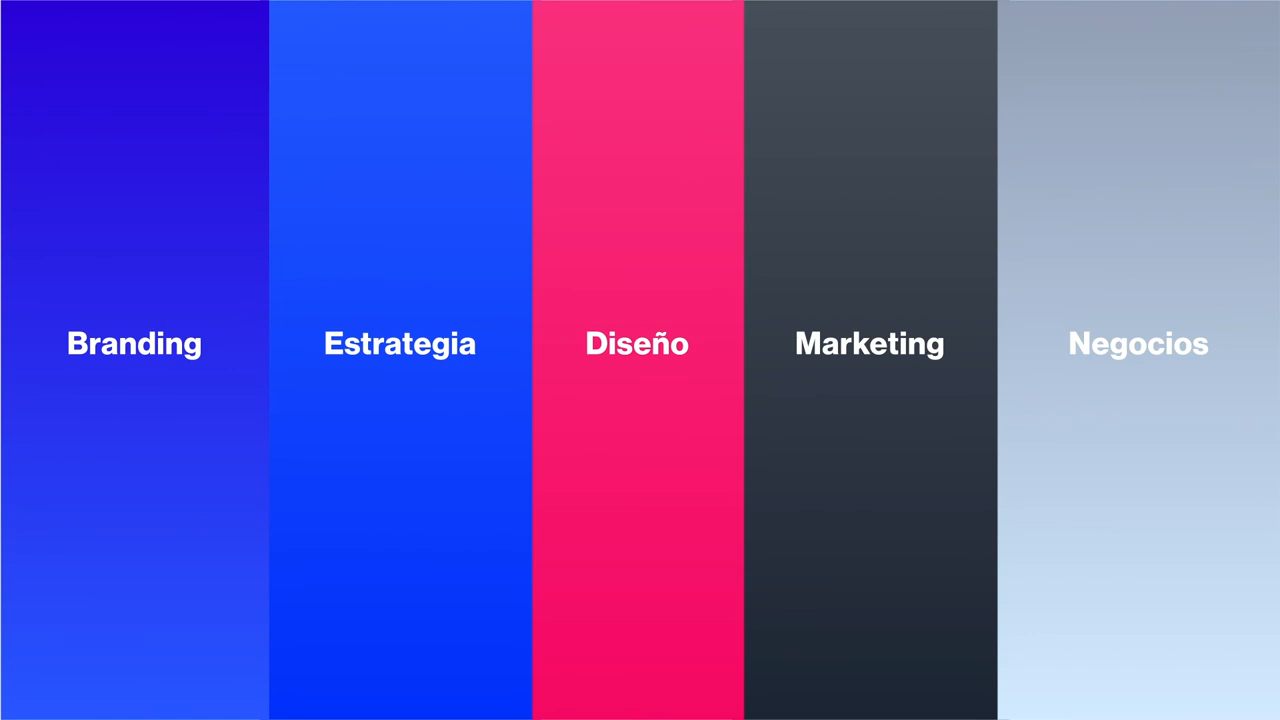 Branding
Estrategia
Diseño
Marketing
Negocios